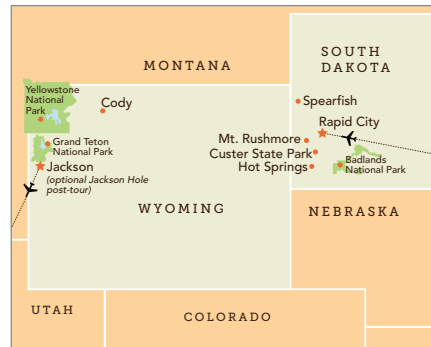 MONTANA
SOUTH
DAKOTA
Yellowstone
National
Park
Cody
Spearfish
Rapid City
Mt. Rushmore
Custer State Park
Hot Springs
Badlands
National Park
Grand Teton
National Park
Jackson
(optional Jackson Hole
post-tour)
WYOMING
NEBRASKA
UTAH
COLORADO